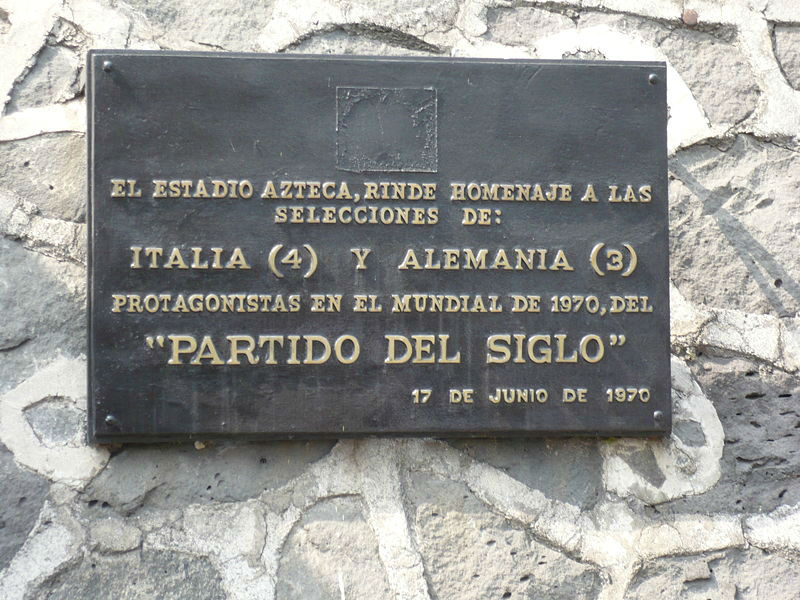 EL ESTADIO AZTECA, RINDE HOMENAJE A LAS
SELECCIONES DE:
ITALIA (4) Y ALEMANIA (3)
PROTAGONISTAS EN EL MUNDIAL DE 1970, DEL
"PARTIDO DEL SIGLO"
17 DE JUNIO DE 1970